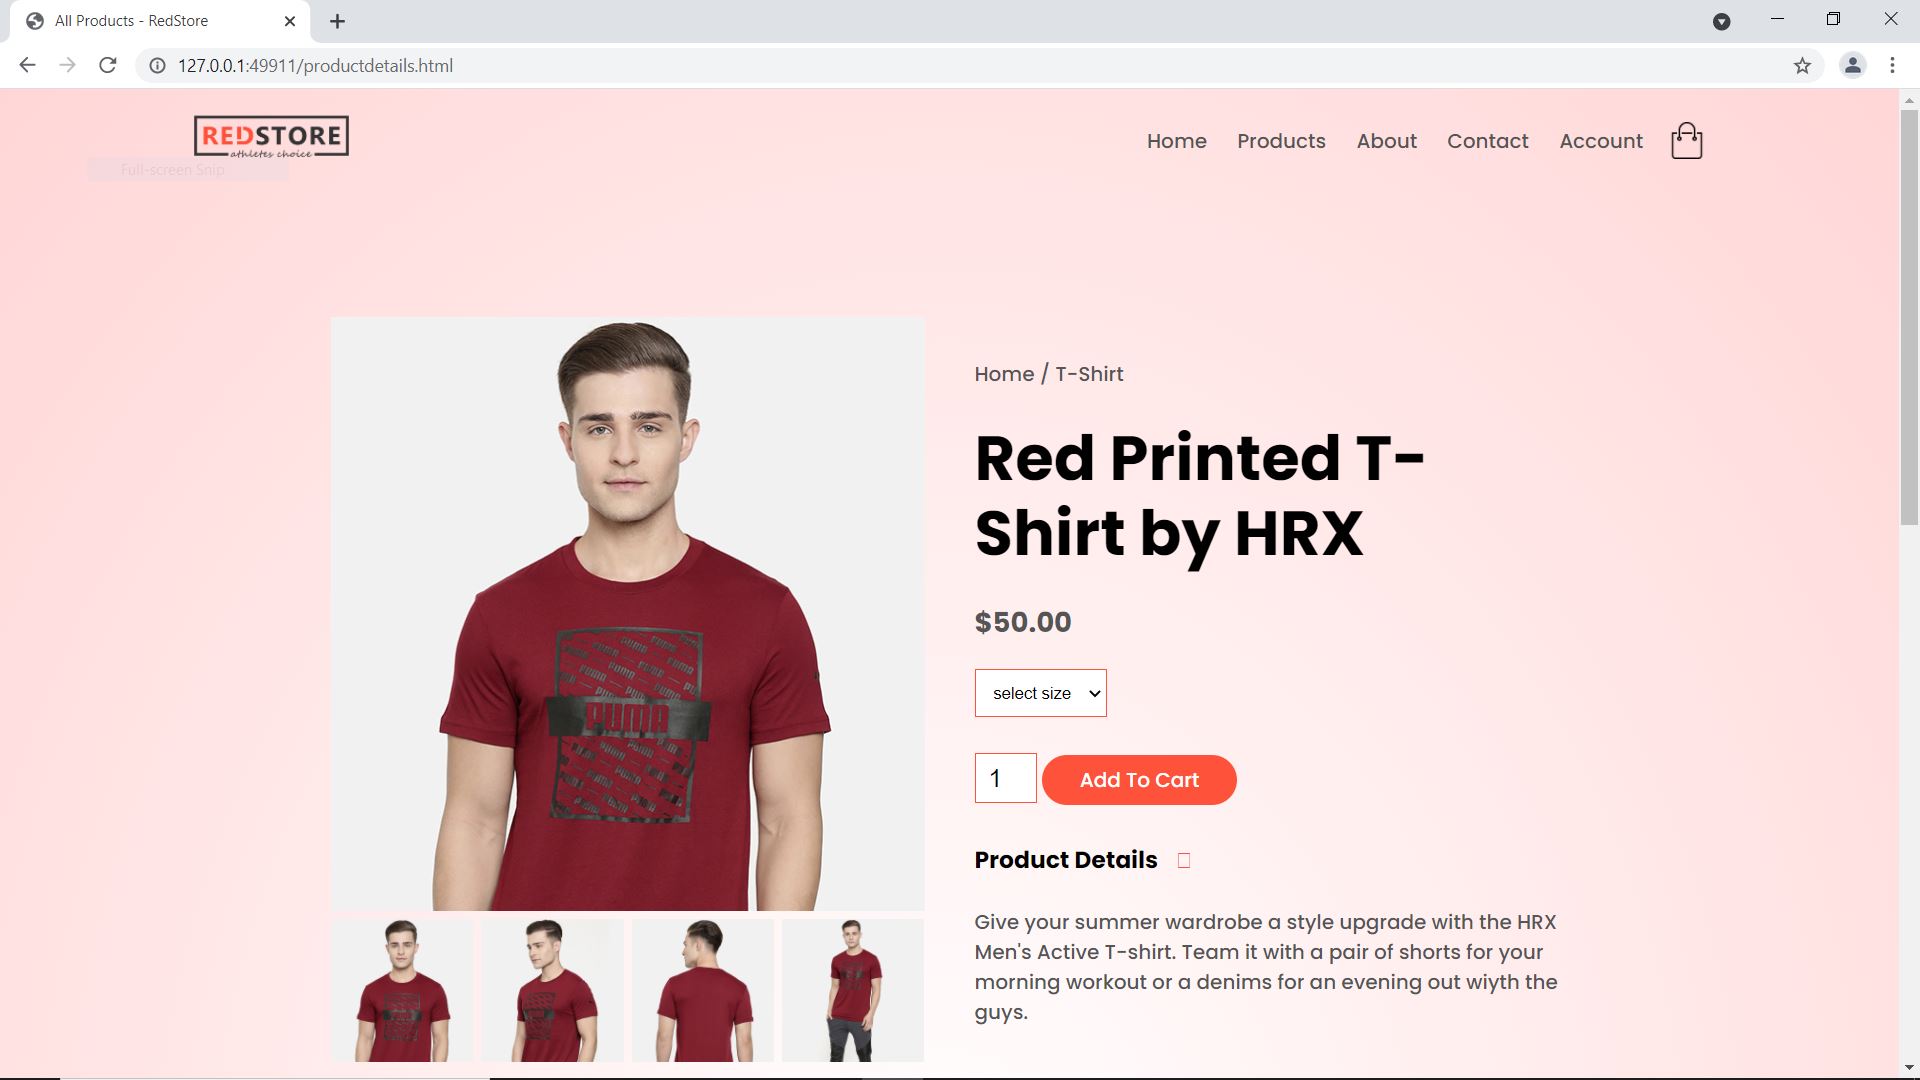 All Products - RedStore
127.0.0.1:49911/productdetails.html
REDSTORE
athletes choice
Full-screen Snip
Home Products About Contact Account
Home / T-Shirt
Red Printed T-
Shirt by HRX
$50.00
select size
1
Add To Cart
Product Details
Give your summer wardrobe a style upgrade with the HRX
Men's Active T-shirt. Team it with a pair of shorts for your
morning workout or a denims for an evening out wiyth the
guys.
PUMA